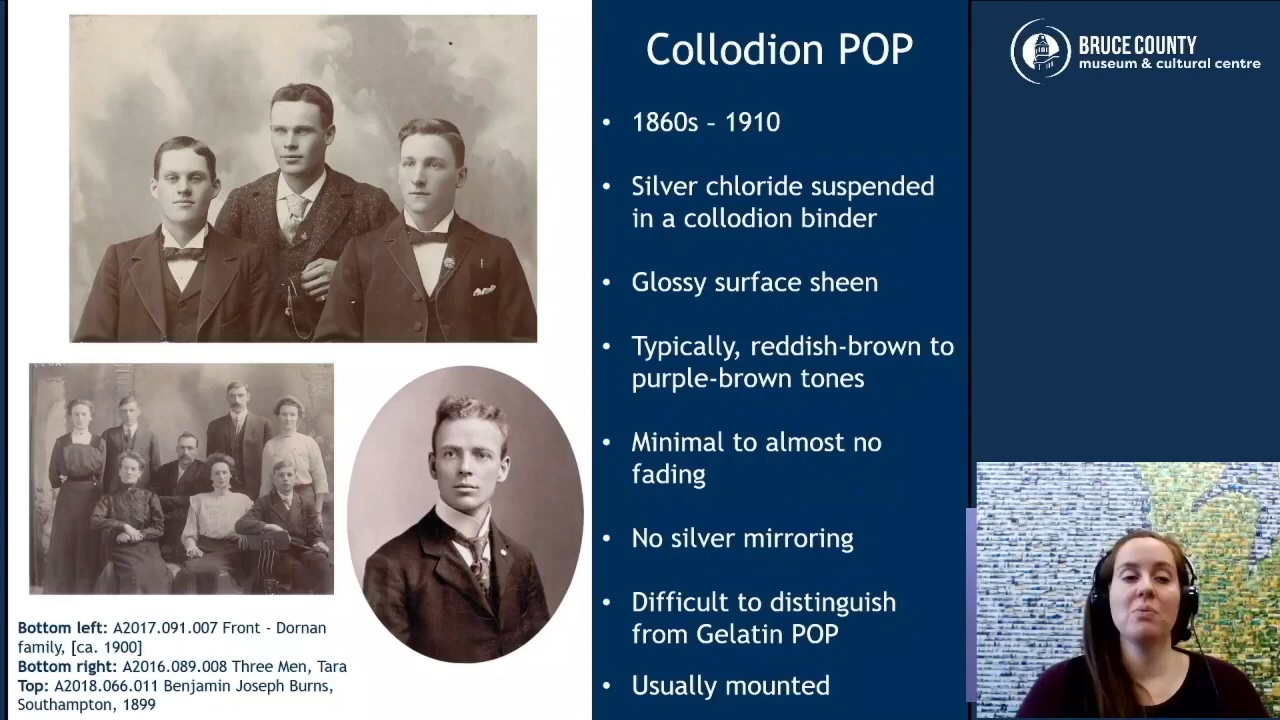 Collodion POP
• 1860s – 1910
• Silver chloride suspended
in a collodion binder
• Glossy surface sheen
• Typically, reddish-brown to
purple-brown tones
• Minimal to almost no
fading
• No silver mirroring
• Difficult to distinguish
from Gelatin POP
• Usually mounted
Bottom left: A2017.091.007 Front - Dornan
family, [ca. 1900]
Bottom right: A2016.089.008 Three Men, Tara
Top: A2018.066.011 Benjamin Joseph Burns,
Southampton, 1899
BRUCE COUNTY
museum & cultural centre